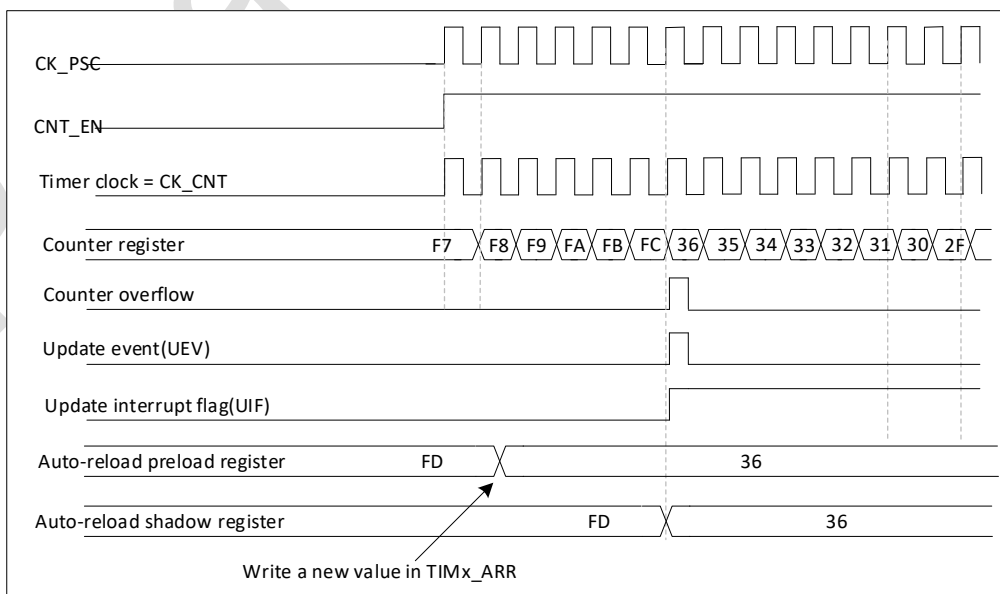 CK_PSC
CNT_EN
Timer clock = CK_CNT
Counter register F7 F8 F9 FA FB FC 36 35 34 33 32 31 30 2F
Counter overflow
Update event(UEV)
Update interrupt flag(UIF)
Auto-reload preload register FD 36
Auto-reload shadow register FD 36
Write a new value in TIMx_ARR